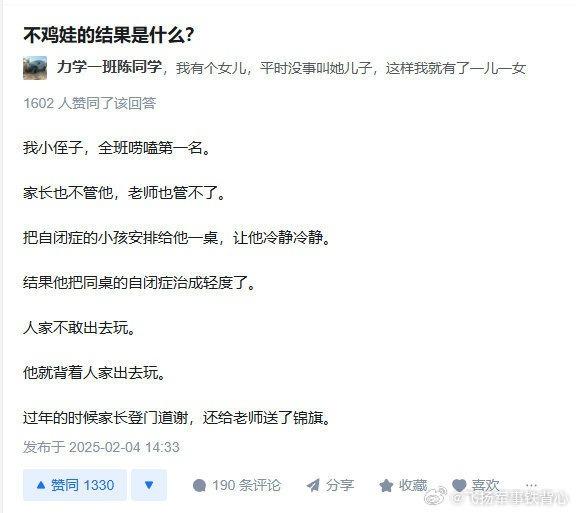 不鸡娃的结果是什么?
力学一班陈同学，我有个女儿，平时没事叫她儿子，这样我就有了一儿一女
1602 人赞同了该回答
我小侄子，全班唠嗑第一名。
家长也不管他，老师也管不了。
把自闭症的小孩安排给他一桌，让他冷静冷静。
结果他把同桌的自闭症治成轻度了。
人家不敢出去玩。
他就背着人家出去玩。
过年的时候家长登门道谢，还给老师送了锦旗。
发布于 2025-02-04 14:33
赞同 1330 190 条评论 分享 收藏 喜欢 ···
@飞扬军事铁背心